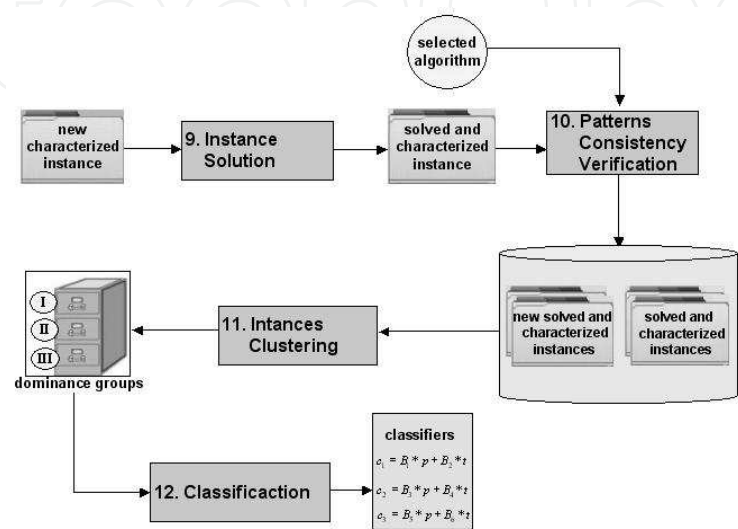 selected
algorithm
new
characterized
instance
9. Instance
Solution
solved and
characterized
instance
10. Patterns
Consistency
Verification
I
II
III
dominance groups
11. Intances
Clustering
new solved and
characterized
instances
solved and
characterized
instances
12. Classificaction
classifiers
c₁ = B₁ * p + B₂ * t
c₂ = B₃ * p + B₄ * t
c₃ = B₅ * p + B₆ * t